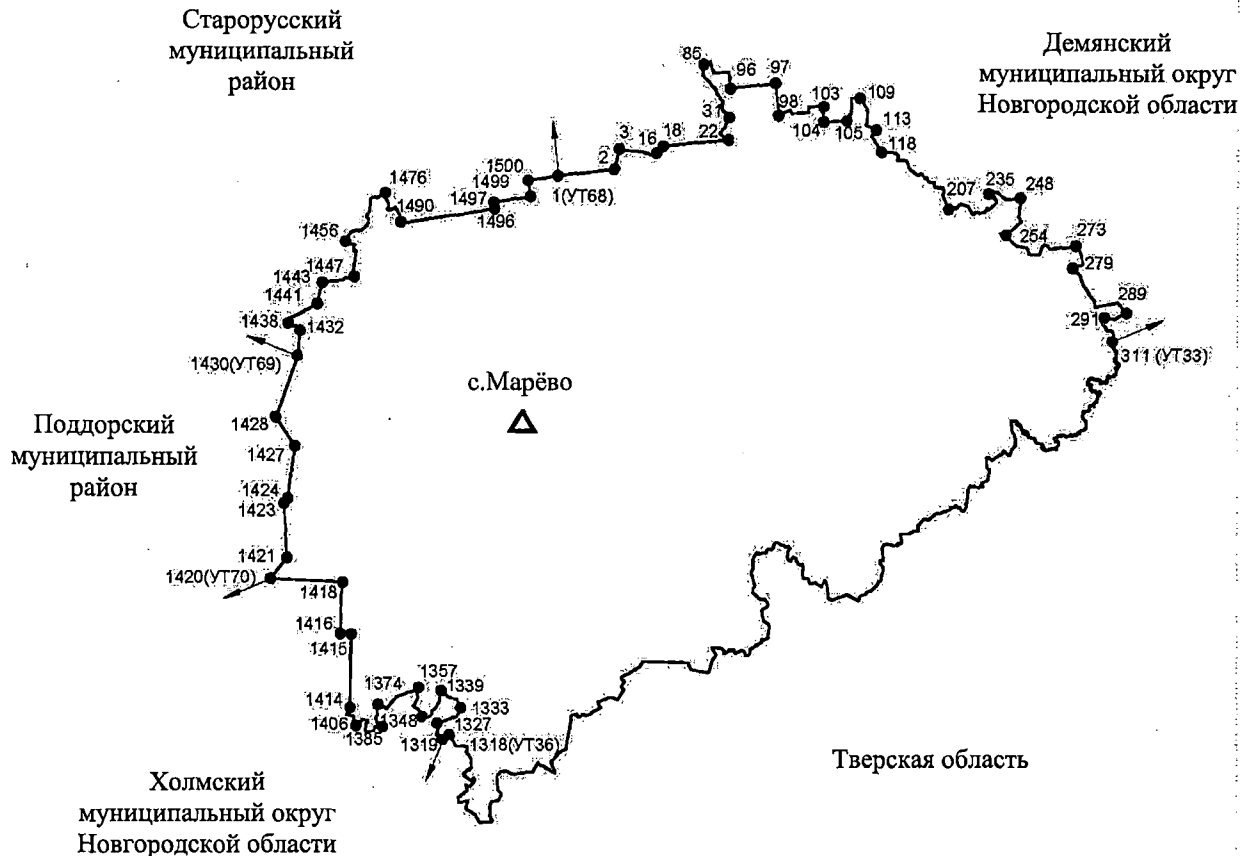 Старорусский
муниципальный
район
Демянский
муниципальный округ
Новгородской области
85
96
97
98
103
104
105
109
113
118
31
22
18
16
3
2
1(УТ68)
1500
1499
1497
1496
1476
1490
1456
1447
1443
1441
1438
1432
1430(УТ69)
207
235
248
254
273
279
289
291
311 (УТ33)
с.Марёво
Поддорский
муниципальный
район
1428
1427
1424
1423
1421
1420(УТ70)
1418
1416
1415
1414
1406
1385
1374
1357
1348
1339
1333
1327
1319
1318(УТ36)
Тверская область
Холмский
муниципальный округ
Новгородской области